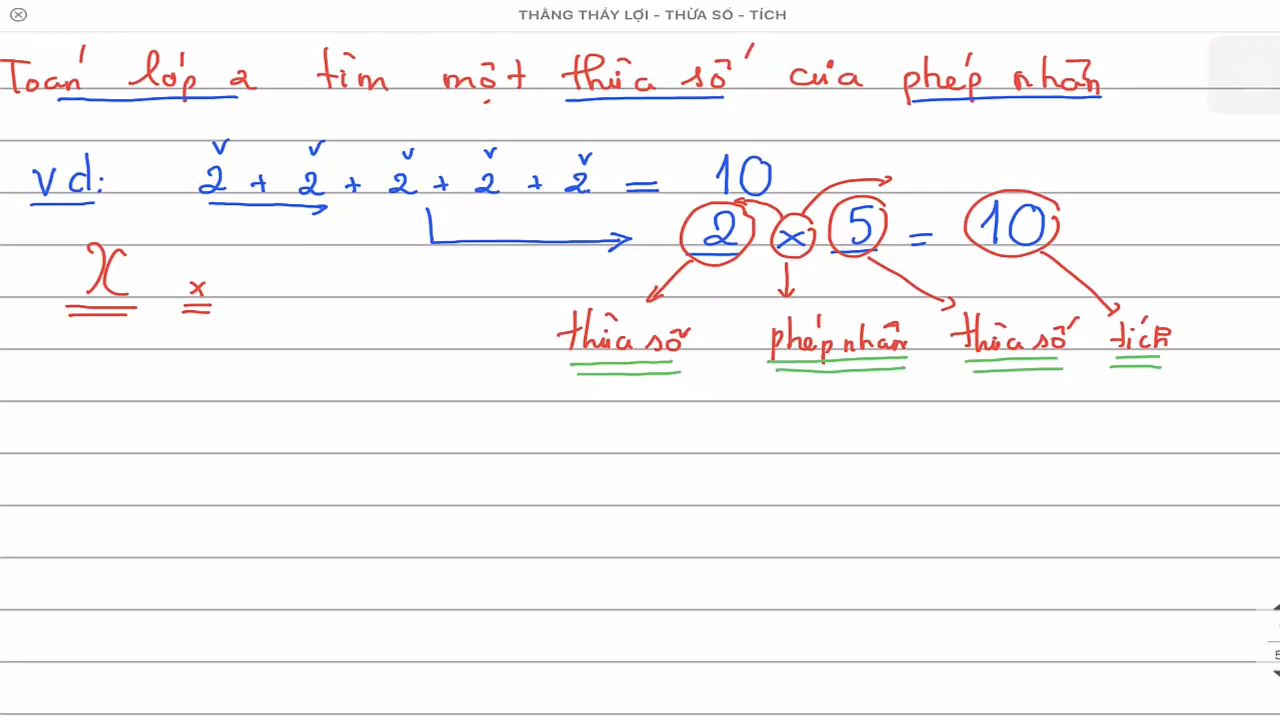 THẮNG THẦY LỢI - THỪA SỐ - TÍCH
Toán lớp 2 tìm một thừa số của phép nhân
vd: 2 + 2 + 2 + 2 + 2 = 10
2 × 5 = 10
x ×
thừa số phép nhân thừa số tích
5